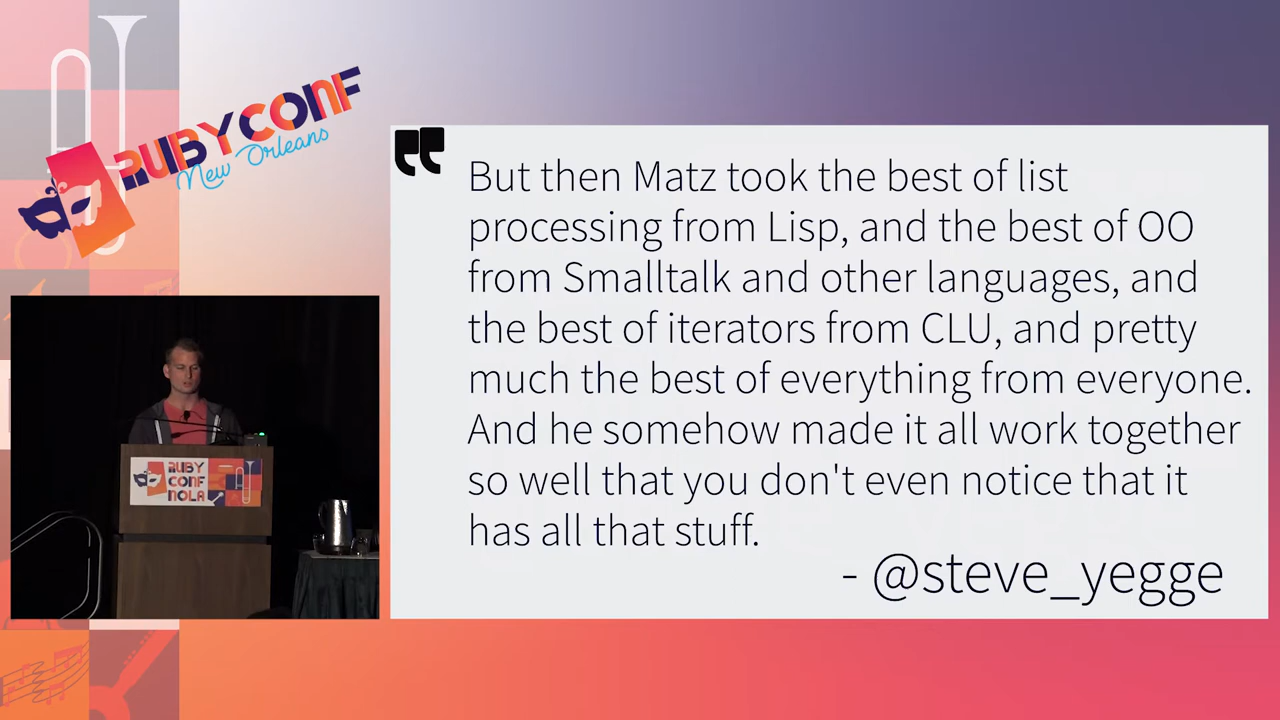 RUBYCONF
New Orleans
But then Matz took the best of list
processing from Lisp, and the best of OO
from Smalltalk and other languages, and
the best of iterators from CLU, and pretty
much the best of everything from everyone.
And he somehow made it all work together
so well that you don't even notice that it
has all that stuff.
- @steve_yegge
RUBY
CONF
NOLA